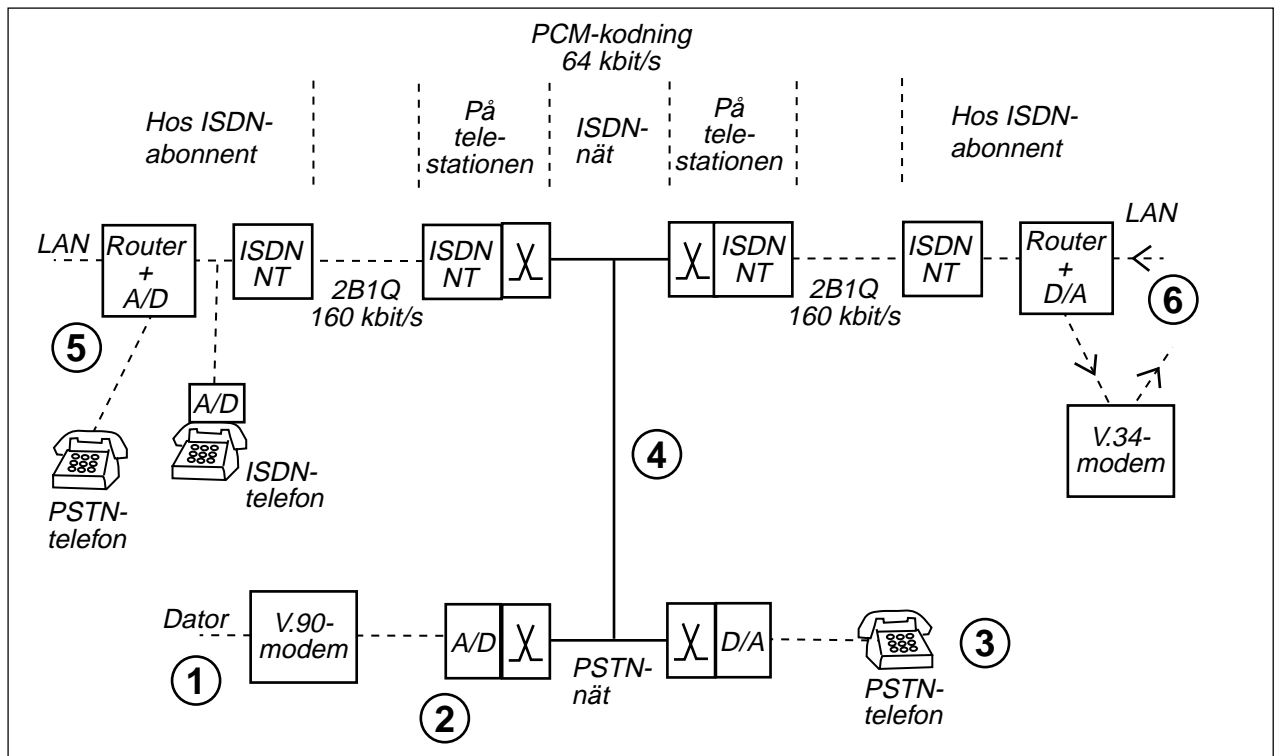 PCM-kodning
64 kbit/s
Hos ISDN-
abonnent
På
tele-
stationen
ISDN-
nät
På
tele-
stationen
Hos ISDN-
abonnent
LAN
Router
+
A/D
ISDN
NT
2B1Q
160 kbit/s
ISDN
NT
ISDN
NT
2B1Q
160 kbit/s
ISDN
NT
Router
+
D/A
LAN
5
6
A/D
PSTN-
telefon
ISDN-
telefon
4
V.34-
modem
Dator
V.90-
modem
A/D
PSTN-
nät
D/A
PSTN-
telefon
1
2
3